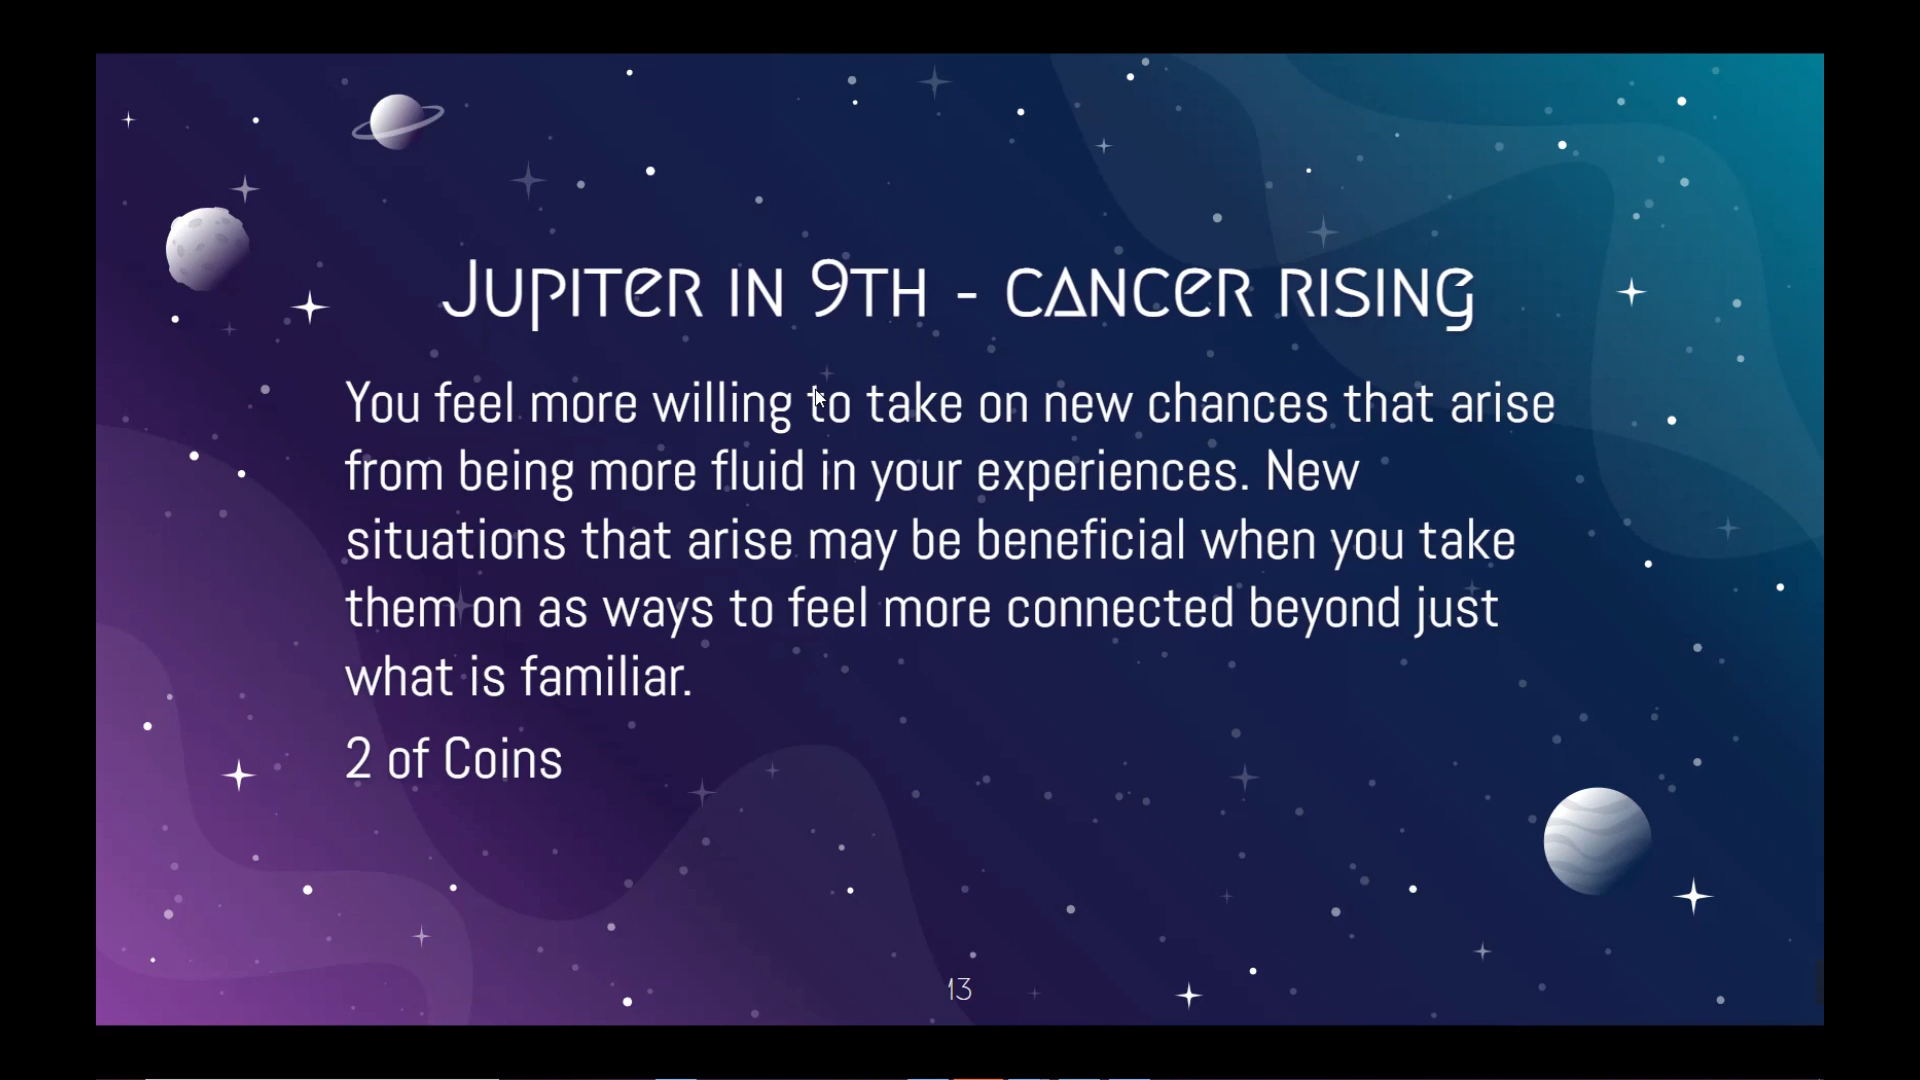 Jupiter in 9th - cancer rising
You feel more willing to take on new chances that arise
from being more fluid in your experiences. New
situations that arise may be beneficial when you take
them on as ways to feel more connected beyond just
what is familiar.
2 of Coins
13